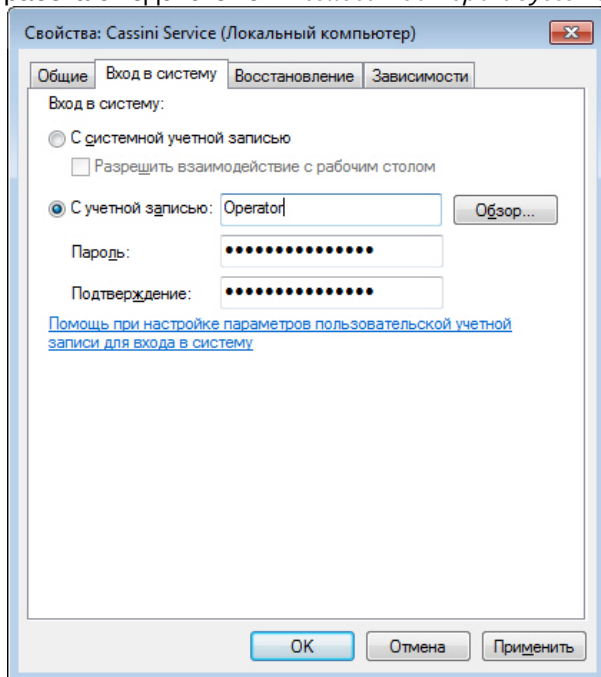 Свойства: Cassini Service (Локальный компьютер)
Общие Вход в систему Восстановление Зависимости
Вход в систему:
С системной учетной записью
Разрешить взаимодействие с рабочим столом
С учетной записью: Operator Обзор...
Пароль: ●●●●●●●●●●●●●●●
Подтверждение: ●●●●●●●●●●●●●●●
Помощь при настройке параметров пользовательской учетной
записи для входа в систему
OK Отмена Применить